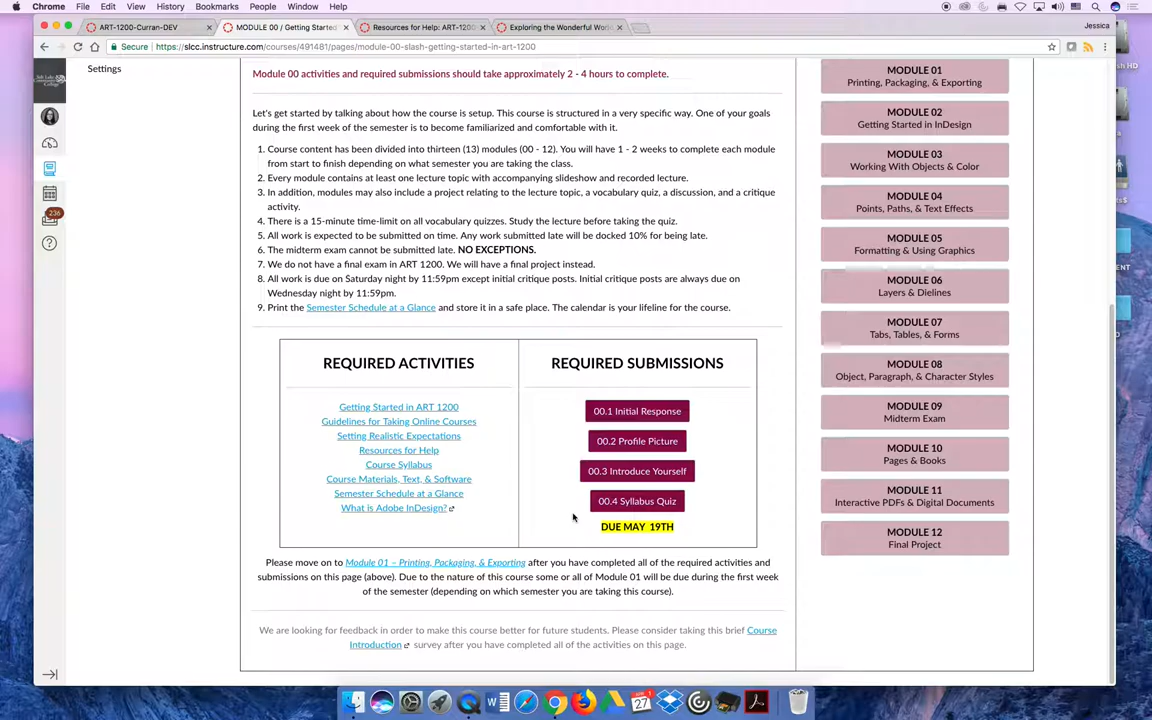 Chrome File Edit View History Bookmarks People Window Help
ART-1200-Curran-DEV
MODULE 00 / Getting Started
Resources for Help: ART-120
Exploring the Wonderful Worl
Jessica
Secure https://slcc.instructure.com/courses/491481/pages/module-00-slash-getting-started-in-art-1200
Settings
236
Module 00 activities and required submissions should take approximately 2 - 4 hours to complete.
Let's get started by talking about how the course is setup. This course is structured in a very specific way. One of your goals
during the first week of the semester is to become familiarized and comfortable with it.
1. Course content has been divided into thirteen (13) modules (00 - 12). You will have 1 - 2 weeks to complete each module
from start to finish depending on what semester you are taking the class.
2. Every module contains at least one lecture topic with accompanying slideshow and recorded lecture.
3. In addition, modules may also include a project relating to the lecture topic, a vocabulary quiz, a discussion, and a critique
activity.
4. There is a 15-minute time-limit on all vocabulary quizzes. Study the lecture before taking the quiz.
5. All work is expected to be submitted on time. Any work submitted late will be docked 10% for being late.
6. The midterm exam cannot be submitted late. NO EXCEPTIONS.
7. We do not have a final exam in ART 1200. We will have a final project instead.
8. All work is due on Saturday night by 11:59pm except initial critique posts. Initial critique posts are always due on
Wednesday night by 11:59pm.
9. Print the Semester Schedule at a Glance and store it in a safe place. The calendar is your lifeline for the course.
REQUIRED ACTIVITIES
Getting Started in ART 1200
Guidelines for Taking Online Courses
Setting Realistic Expectations
Resources for Help
Course Syllabus
Course Materials, Text, & Software
Semester Schedule at a Glance
What is Adobe InDesign?
REQUIRED SUBMISSIONS
00.1 Initial Response
00.2 Profile Picture
00.3 Introduce Yourself
00.4 Syllabus Quiz
DUE MAY 19TH
Please move on to Module 01 – Printing, Packaging, & Exporting after you have completed all of the required activities and
submissions on this page (above). Due to the nature of this course some or all of Module 01 will be due during the first week
of the semester (depending on which semester you are taking this course).
We are looking for feedback in order to make this course better for future students. Please consider taking this brief Course
Introduction survey after you have completed all of the activities on this page.
MODULE 01
Printing, Packaging, & Exporting
MODULE 02
Getting Started in InDesign
MODULE 03
Working With Objects & Color
MODULE 04
Points, Paths, & Text Effects
MODULE 05
Formatting & Using Graphics
MODULE 06
Layers & Dielines
MODULE 07
Tabs, Tables, & Forms
MODULE 08
Object, Paragraph, & Character Styles
MODULE 09
Midterm Exam
MODULE 10
Pages & Books
MODULE 11
Interactive PDFs & Digital Documents
MODULE 12
Final Project
27